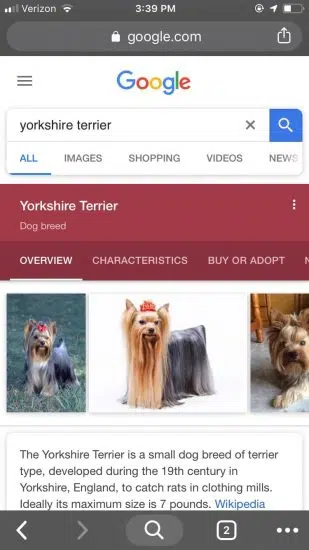 Verizon 3:39 PM
google.com
Google
yorkshire terrier
ALL IMAGES SHOPPING VIDEOS NEWS
Yorkshire Terrier
Dog breed
OVERVIEW CHARACTERISTICS BUY OR ADOPT N
The Yorkshire Terrier is a small dog breed of terrier
type, developed during the 19th century in
Yorkshire, England, to catch rats in clothing mills.
Ideally its maximum size is 7 pounds. Wikipedia
2